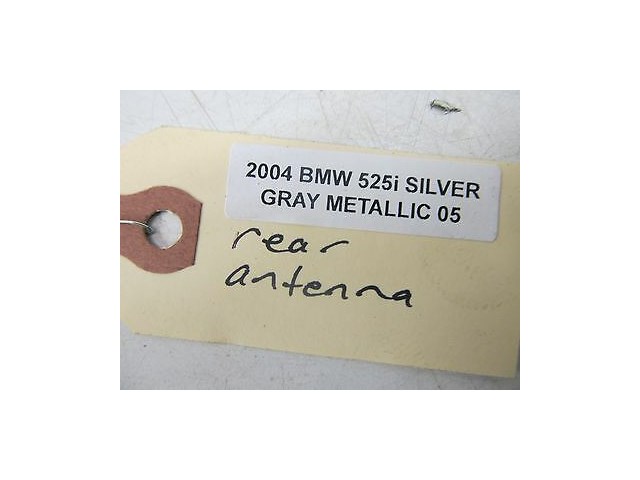 2004 BMW 525i SILVER
GRAY METALLIC 05
rear
antenna